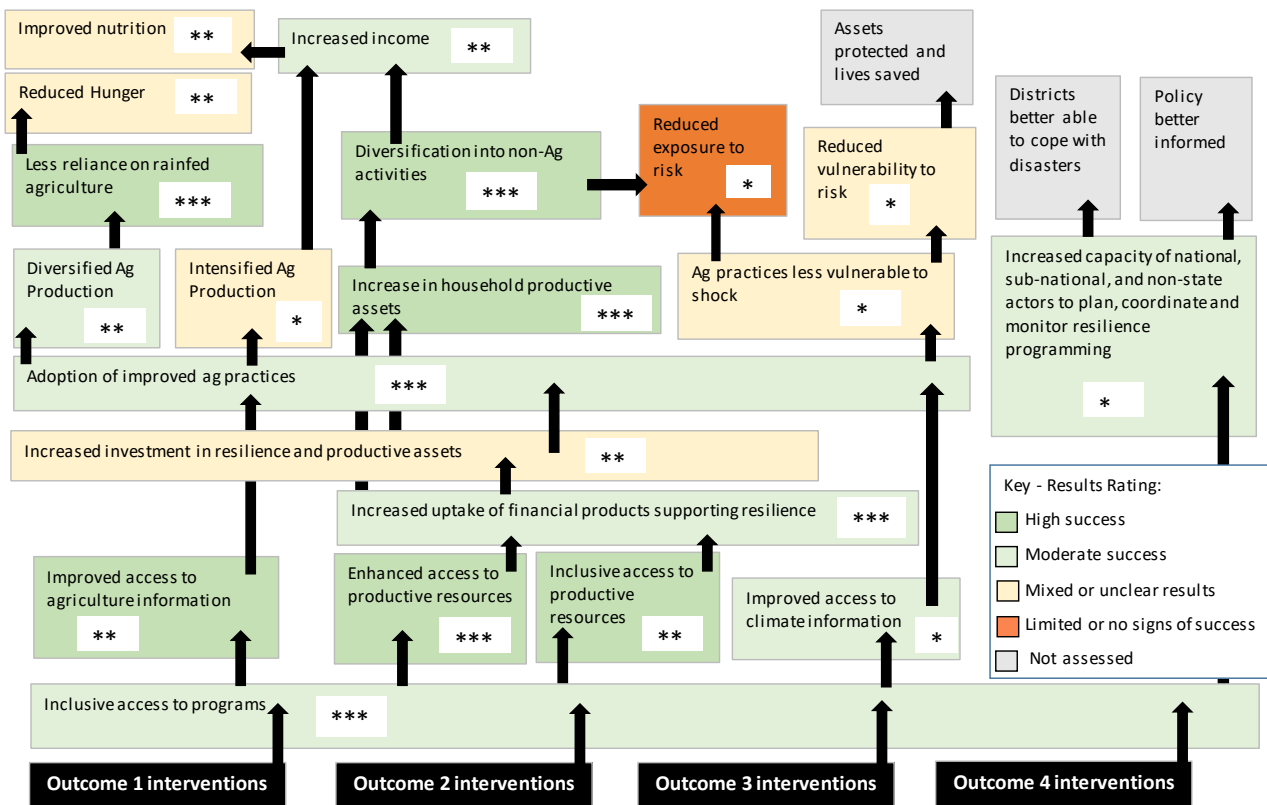 Improved nutrition
**
Increased income
**
Assets
protected and
lives saved
Reduced Hunger
**
Districts
better able
to cope with
disasters
Policy
better
informed
Less reliance on rainfed
agriculture
***
Diversification into non-Ag
activities
***
Reduced
exposure to
risk
*
Reduced
vulnerability to
risk
*
Diversified Ag
Production
**
Intensified Ag
Production
*
Increase in household productive
assets
***
Ag practices less vulnerable to
shock
*
Increased capacity of national,
sub-national, and non-state
actors to plan, coordinate and
monitor resilience
programming
*
Adoption of improved ag practices
***
Increased investment in resilience and productive assets
**
Increased uptake of financial products supporting resilience
***
Key - Results Rating:
High success
Moderate success
Mixed or unclear results
Limited or no signs of success
Not assessed
Improved access to
agriculture information
**
Enhanced access to
productive resources
***
Inclusive access to
productive
resources
**
Improved access to
climate information
*
Inclusive access to programs
***
Outcome 1 interventions
Outcome 2 interventions
Outcome 3 interventions
Outcome 4 interventions